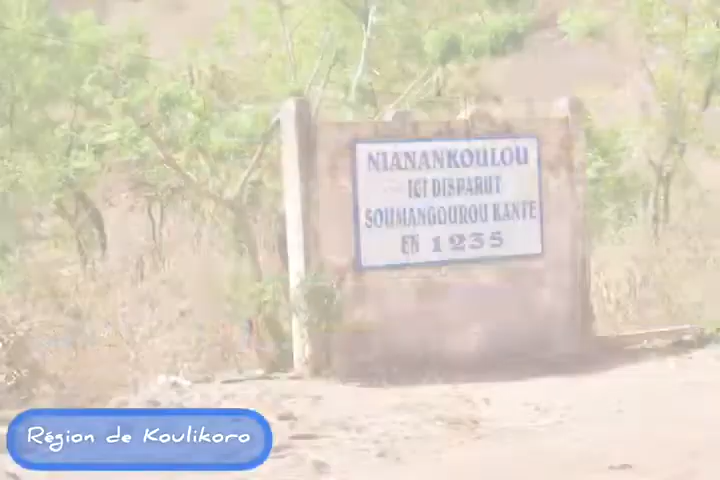 NIANANKOULOU
ICI DISPARUT
SOUMANGOUROU KANTE
EN 1235
Région de Koulikoro